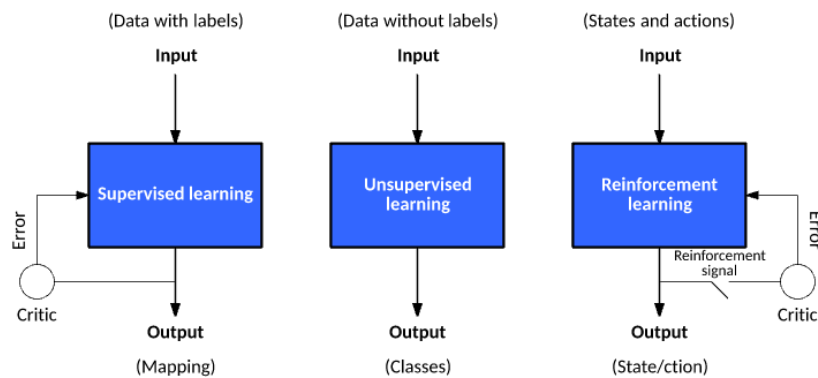 (Data with labels)
Input
Supervised learning
Error
Critic
Output
(Mapping)
(Data without labels)
Input
Unsupervised
learning
Output
(Classes)
(States and actions)
Input
Reinforcement
learning
Error
Reinforcement
signal
Critic
Output
(State/ction)